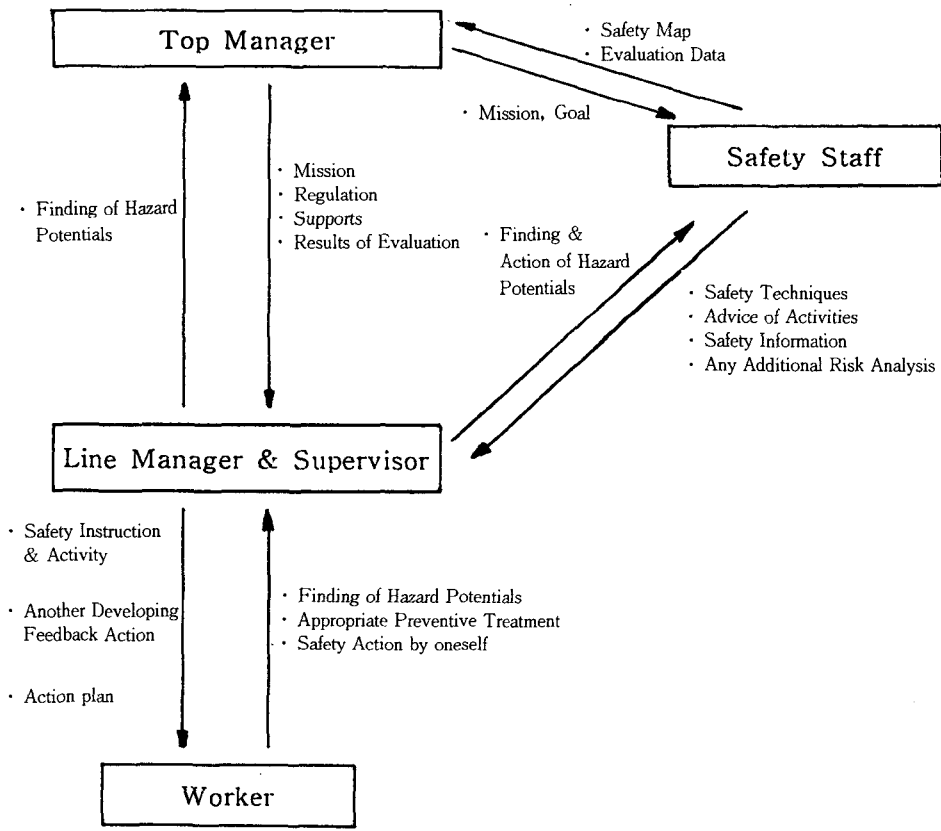 Top Manager
· Safety Map
· Evaluation Data
· Mission, Goal
Safety Staff
· Finding of Hazard
Potentials
· Mission
· Regulation
· Supports
· Results of Evaluation
· Finding &
Action of Hazard
Potentials
· Safety Techniques
· Advice of Activities
· Safety Information
· Any Additional Risk Analysis
Line Manager & Supervisor
· Safety Instruction
& Activity
· Another Developing
Feedback Action
· Action plan
· Finding of Hazard Potentials
· Appropriate Preventive Treatment
· Safety Action by oneself
Worker